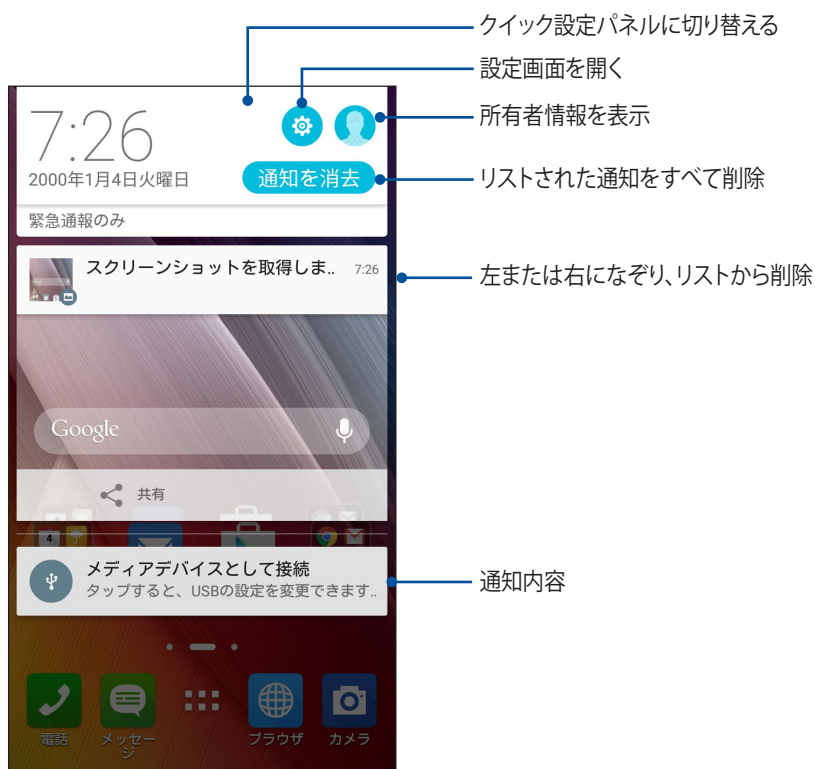 クイック設定パネルに切り替える
設定画面を開く
所有者情報を表示
リストされた通知をすべて削除
左または右になぞり、リストから削除
通知内容
7:26
2000年1月4日火曜日
通知を消去
緊急通報のみ
スクリーンショットを取得しま.. 7:26
Google
共有
4
メディアデバイスとして接続
タップすると、USBの設定を変更できます..
電話
メッセー
ジ
ブラウザ
カメラ